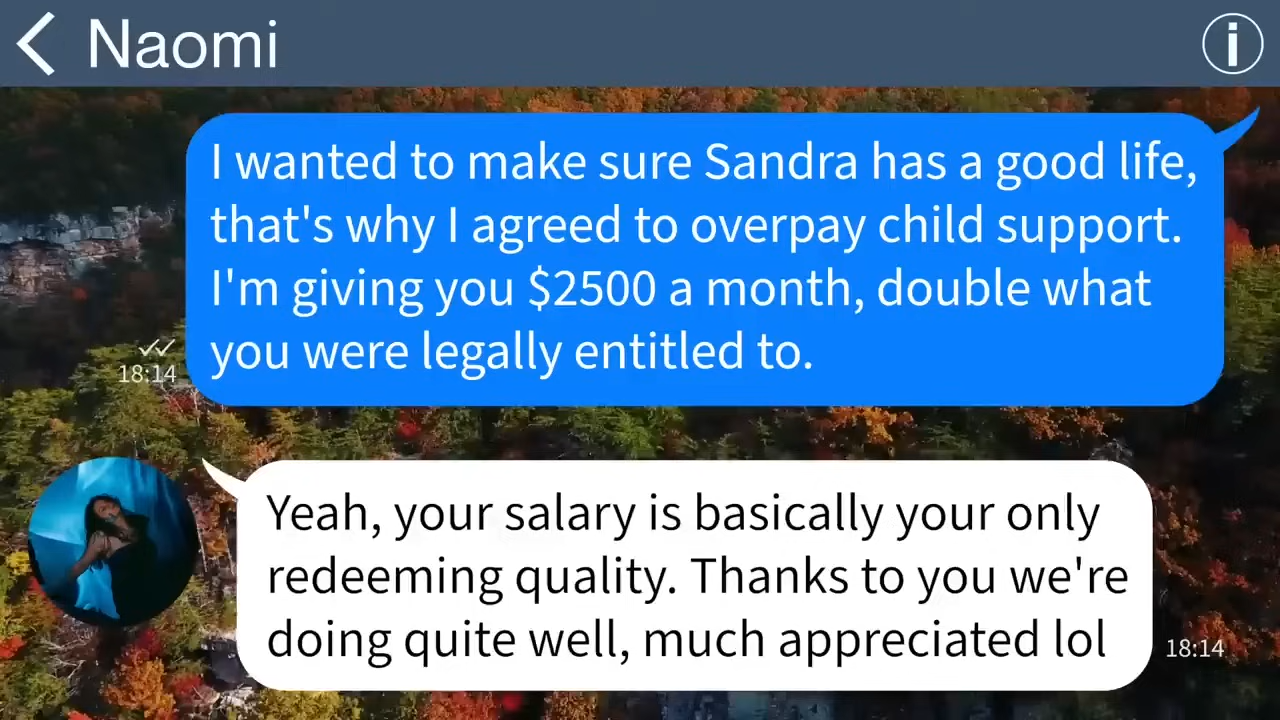 Naomi
i
I wanted to make sure Sandra has a good life,
that's why I agreed to overpay child support.
I'm giving you $2500 a month, double what
you were legally entitled to.
18:14
Yeah, your salary is basically your only
redeeming quality. Thanks to you we're
doing quite well, much appreciated lol
18:14